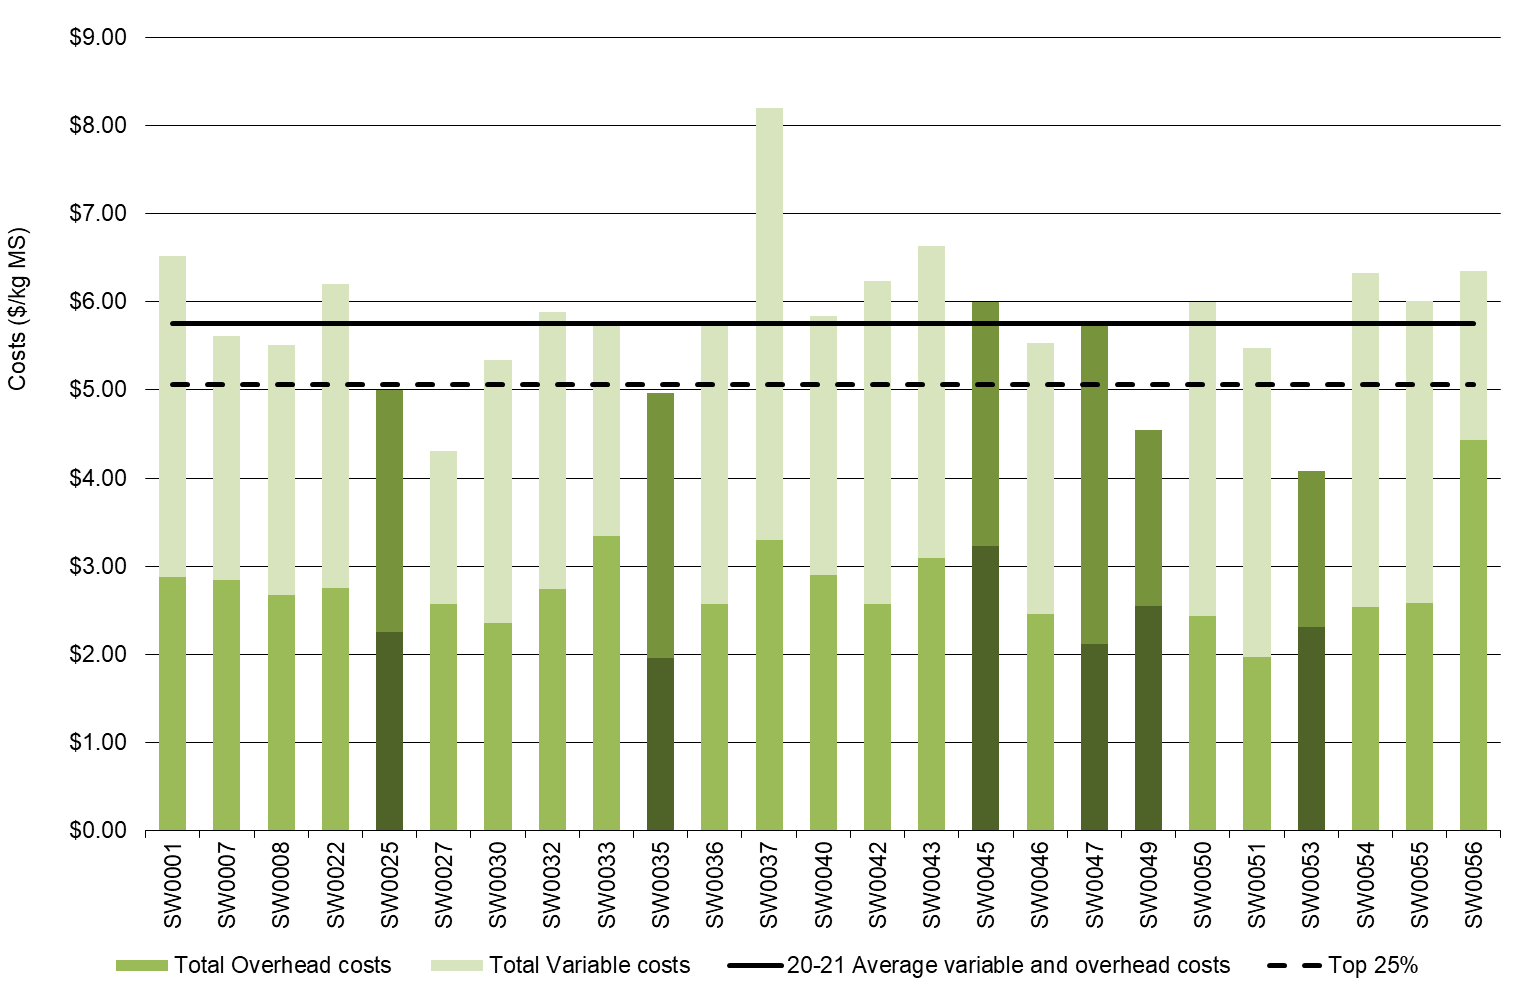 $9.00
$8.00
$7.00
$6.00
$5.00
$4.00
$3.00
$2.00
$1.00
$0.00
Costs ($/kg MS)
SW0001
SW0007
SW0008
SW0022
SW0025
SW0027
SW0030
SW0032
SW0033
SW0035
SW0036
SW0037
SW0040
SW0042
SW0043
SW0045
SW0046
SW0047
SW0049
SW0050
SW0051
SW0053
SW0054
SW0055
SW0056
Total Overhead costs
Total Variable costs
20-21 Average variable and overhead costs
Top 25%